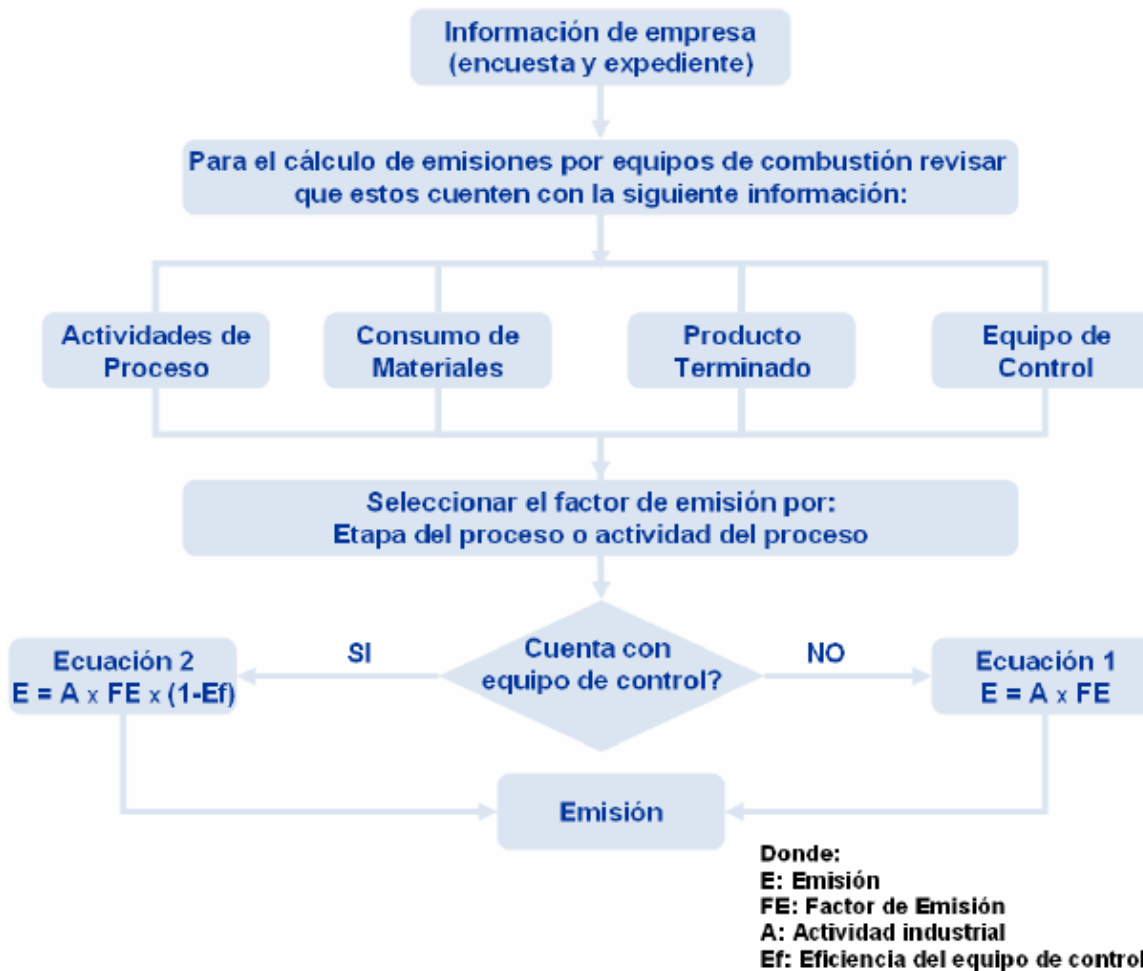 Información de empresa
(encuesta y expediente)
Para el cálculo de emisiones por equipos de combustión revisar
que estos cuenten con la siguiente información:
Actividades de
Proceso
Consumo de
Materiales
Producto
Terminado
Equipo de
Control
Seleccionar el factor de emisión por:
Etapa del proceso o actividad del proceso
Cuenta con
equipo de control?
SI
NO
Ecuación 2
E = A x FE x (1-Ef)
Ecuación 1
E = A x FE
Emisión
Donde:
E: Emisión
FE: Factor de Emisión
A: Actividad industrial
Ef: Eficiencia del equipo de control